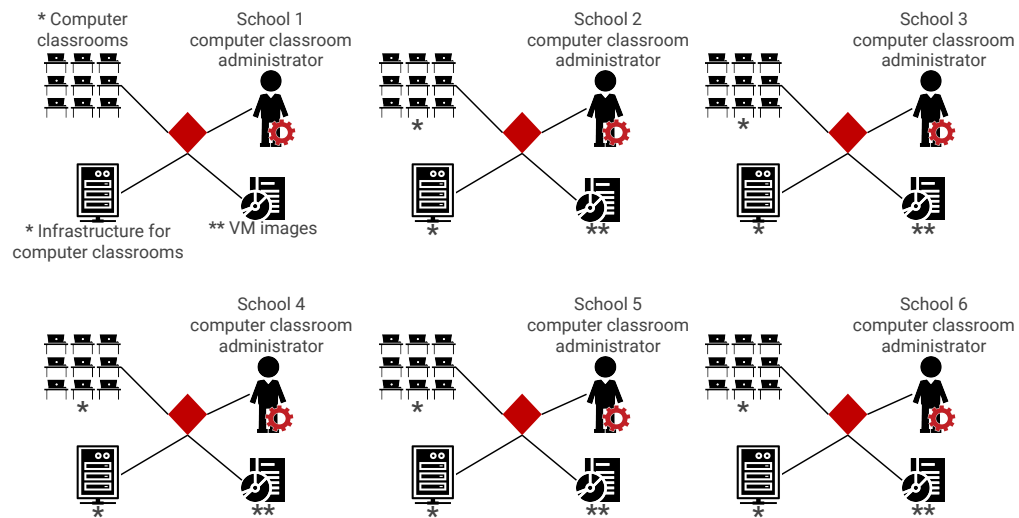 * Computer
classrooms
School 1
computer classroom
administrator
* Infrastructure for
computer classrooms
** VM images
School 2
computer classroom
administrator
*
*
**
School 3
computer classroom
administrator
*
*
**
School 4
computer classroom
administrator
*
*
**
School 5
computer classroom
administrator
*
*
**
School 6
computer classroom
administrator
*
*
**